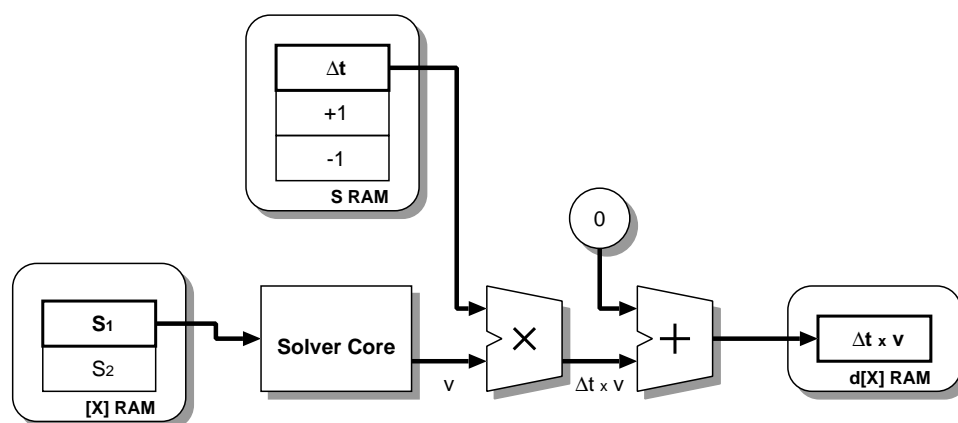 Δt
+1
-1
S RAM
0
S1
S2
[X] RAM
Solver Core
v
×
Δt x v
+
Δt x v
d[X] RAM